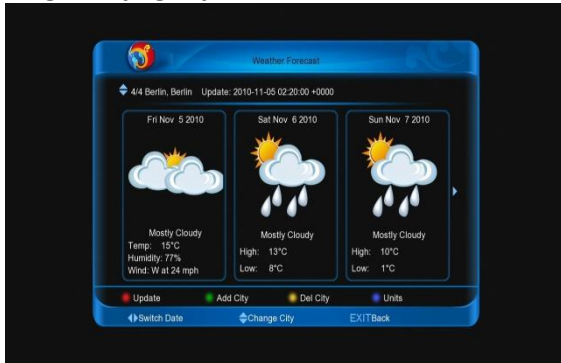 Weather Forecast
4/4 Berlin, Berlin Update: 2010-11-05 02:20:00 +0000
Fri Nov 5 2010
Mostly Cloudy
Temp: 15°C
Humidity: 77%
Wind: W at 24 mph
Sat Nov 6 2010
Mostly Cloudy
High: 13°C
Low: 8°C
Sun Nov 7 2010
Mostly Cloudy
High: 10°C
Low: 1°C
Update Add City Del City Units
Switch Date Change City EXITBack